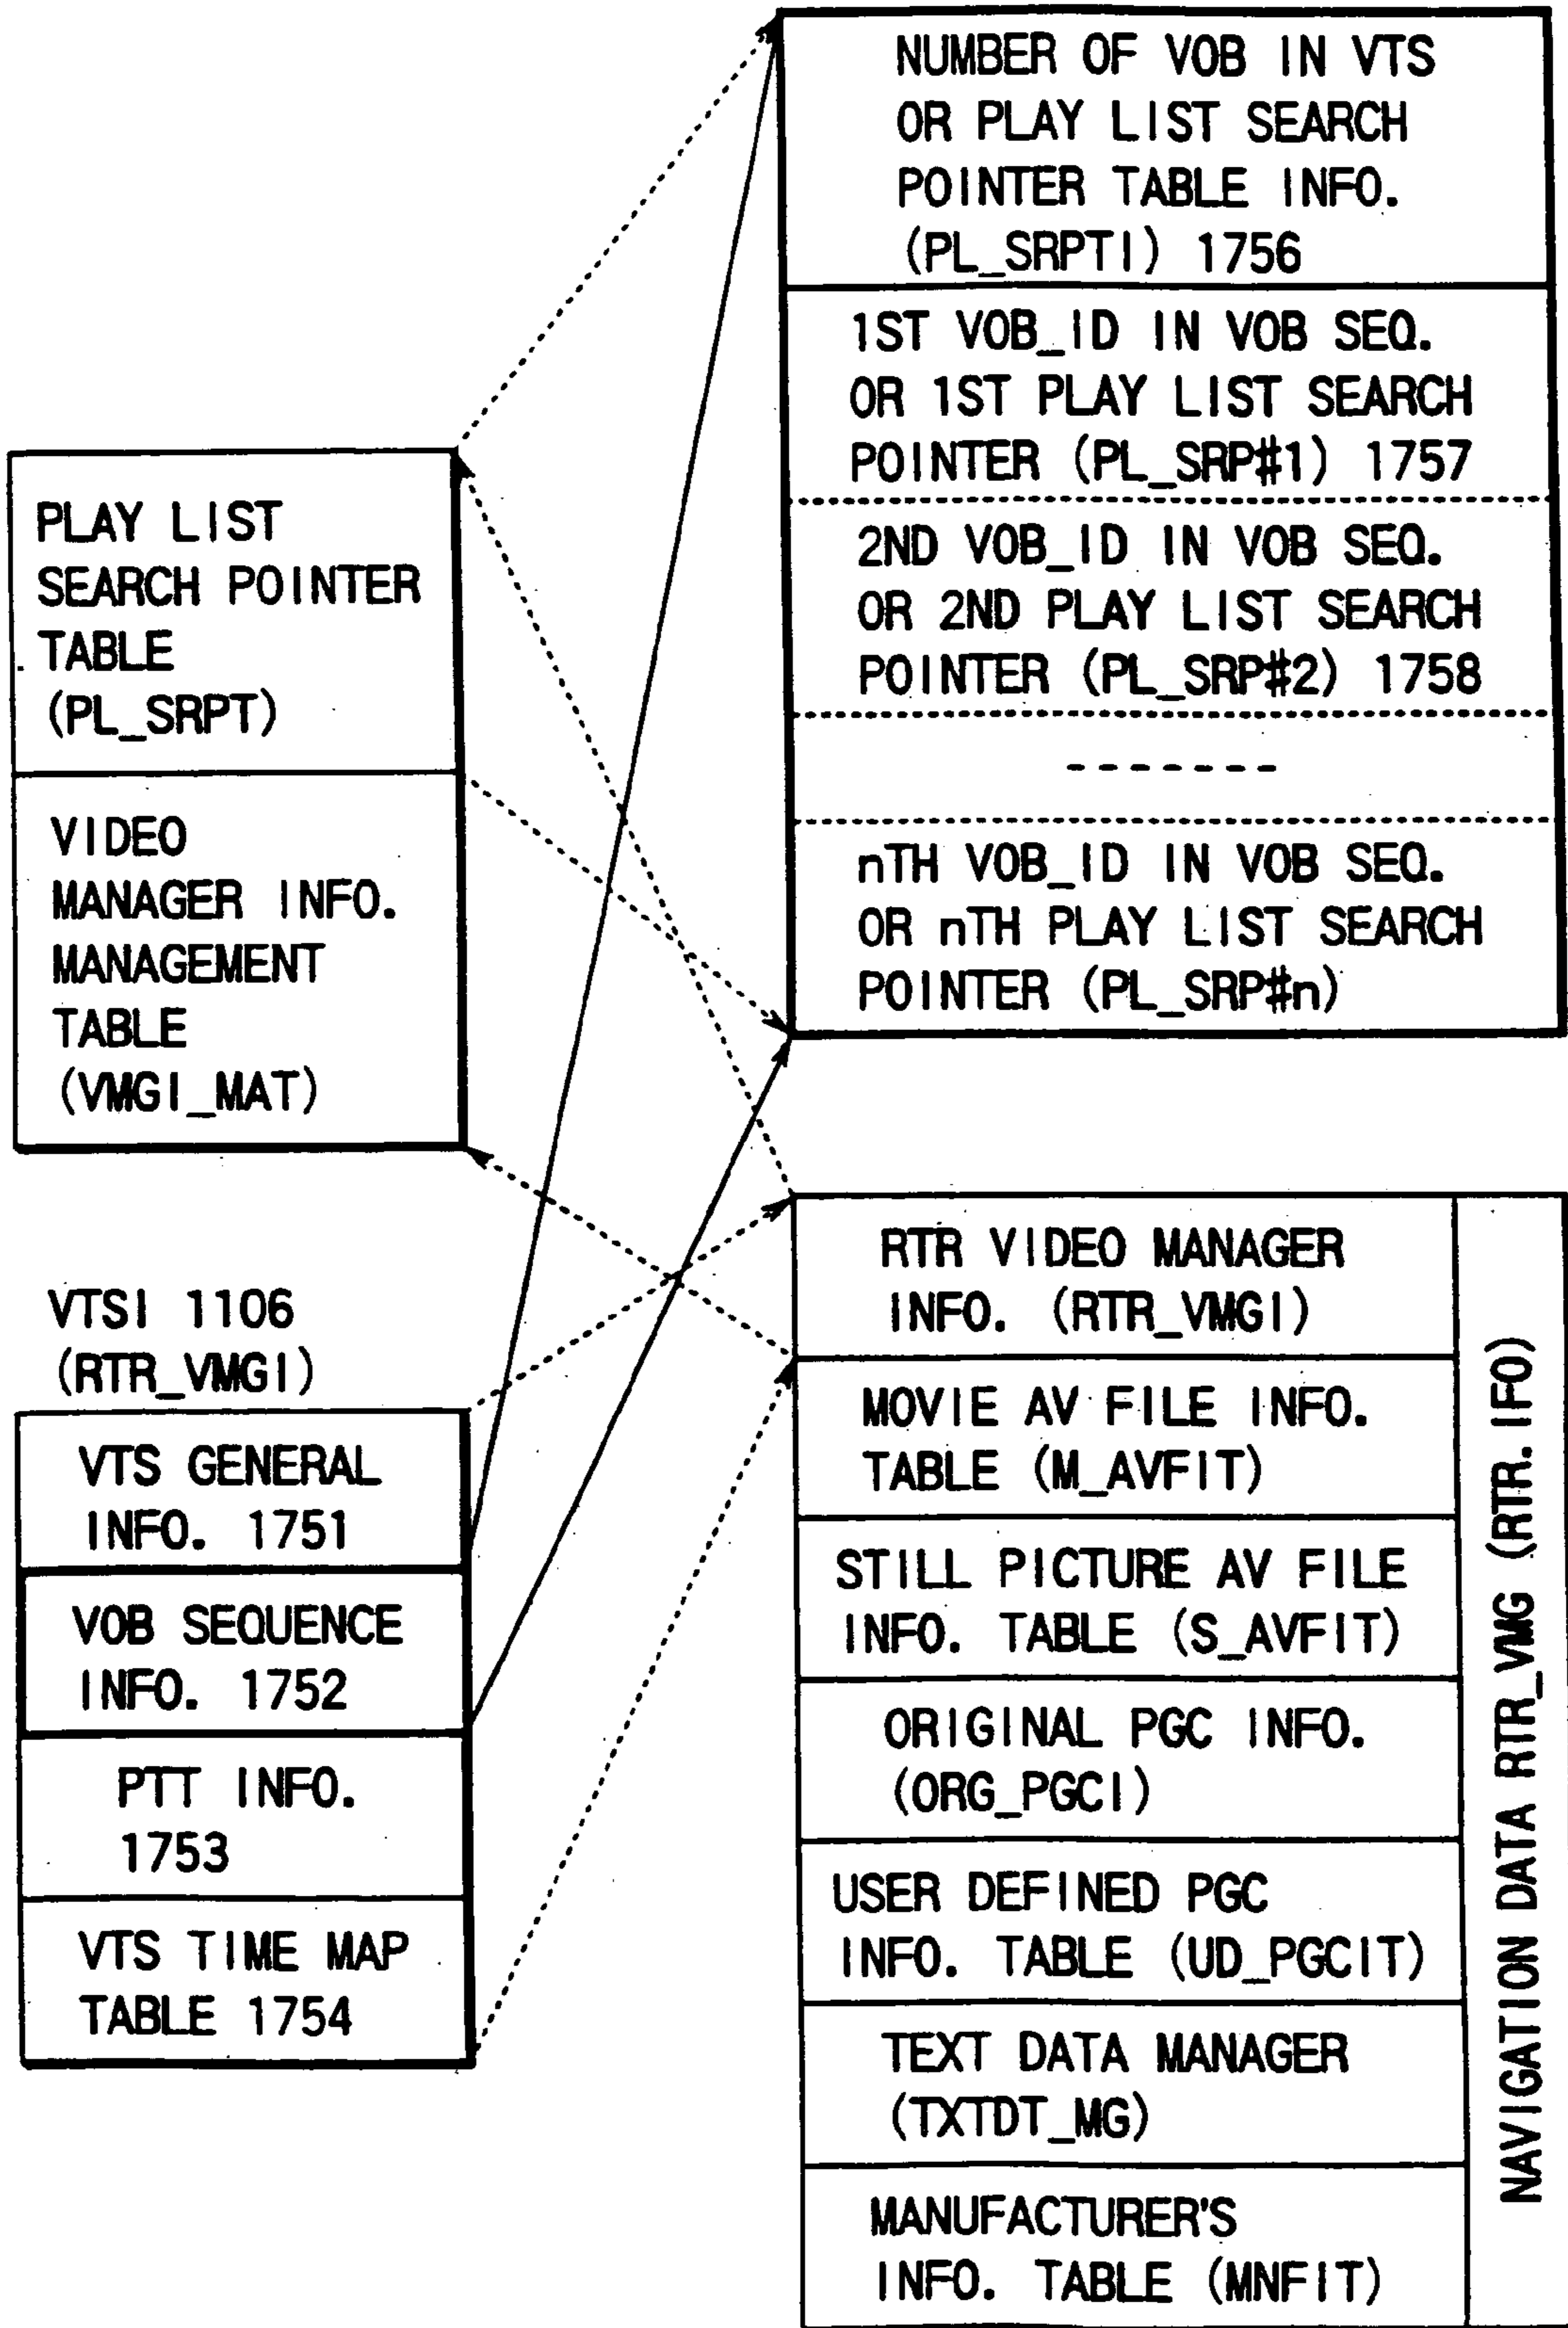 NUMBER OF VOB IN VTS
OR PLAY LIST SEARCH
POINTER TABLE INFO.
(PL_SRPTI) 1756
1ST VOB_ID IN VOB SEQ.
OR 1ST PLAY LIST SEARCH
POINTER (PL_SRP#1) 1757
2ND VOB_ID IN VOB SEQ.
OR 2ND PLAY LIST SEARCH
POINTER (PL_SRP#2) 1758
-------
nTH VOB_ID IN VOB SEQ.
OR nTH PLAY LIST SEARCH
POINTER (PL_SRP#n)
PLAY LIST
SEARCH POINTER
TABLE
(PL_SRPT)
VIDEO
MANAGER INFO.
MANAGEMENT
TABLE
(VMGI_MAT)
VTSI 1106
(RTR_VMGI)
VTS GENERAL
INFO. 1751
VOB SEQUENCE
INFO. 1752
PTT INFO.
1753
VTS TIME MAP
TABLE 1754
RTR VIDEO MANAGER
INFO. (RTR_VMGI)
MOVIE AV FILE INFO.
TABLE (M_AVFIT)
STILL PICTURE AV FILE
INFO. TABLE (S_AVFIT)
ORIGINAL PGC INFO.
(ORG_PGCI)
USER DEFINED PGC
INFO. TABLE (UD_PGCIT)
TEXT DATA MANAGER
(TXTDT_MG)
MANUFACTURER'S
INFO. TABLE (MNFIT)
NAVIGATION DATA RTR_VMG (RTR. IFO)